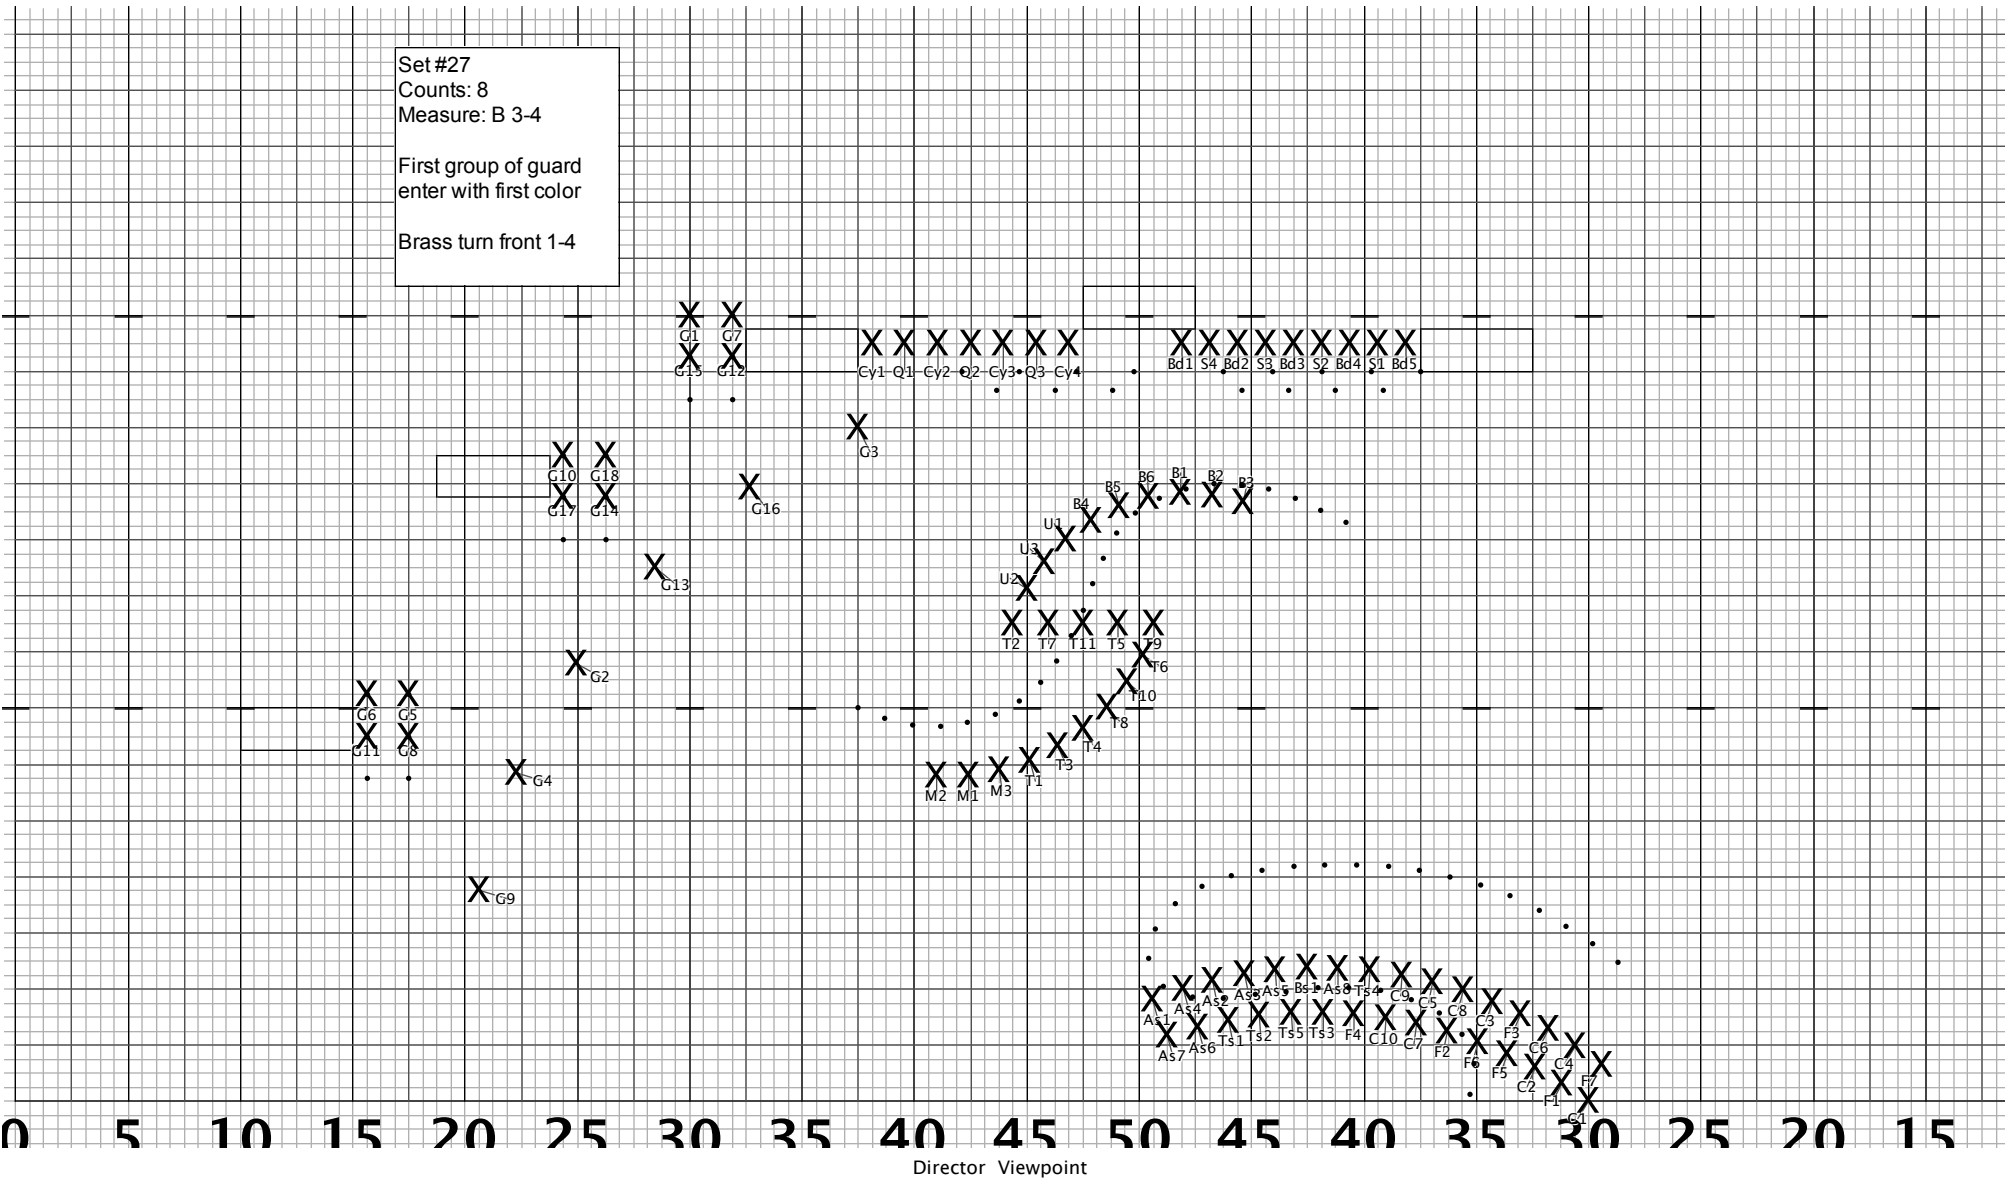 Set #27
Counts: 8
Measure: B 3-4
First group of guard
enter with first color
Brass turn front 1-4
G1 G7
G15 G12 Cy1 Q1 Cy2 Q2 Cy3 Q3 Cy4 Bd1 S4 Bd2 S3 Bd3 S2 Bd4 S1 Bd5
G3
G10 G18 B5 B6 B1 B2 B3
G17 G14 G16 U1 B4
G13 U2 U3
T2 T7 T11 T5 T9
G2 T6
T10
G6 G5 T8
G11 G8 T4
G4 M2 M1 M3 T1 T3
G9
As1 As4 As2 As3 As5 Bs1 As8 Ts4 C9 C5 C8 C3 F3 C6 C4 F7
As7 As6 Ts1 Ts2 Ts5 Ts3 F4 C10 C7 F2 F6 F5 C2 F1 C1
0 5 10 15 20 25 30 35 40 45 50 45 40 35 30 25 20 15
Director Viewpoint